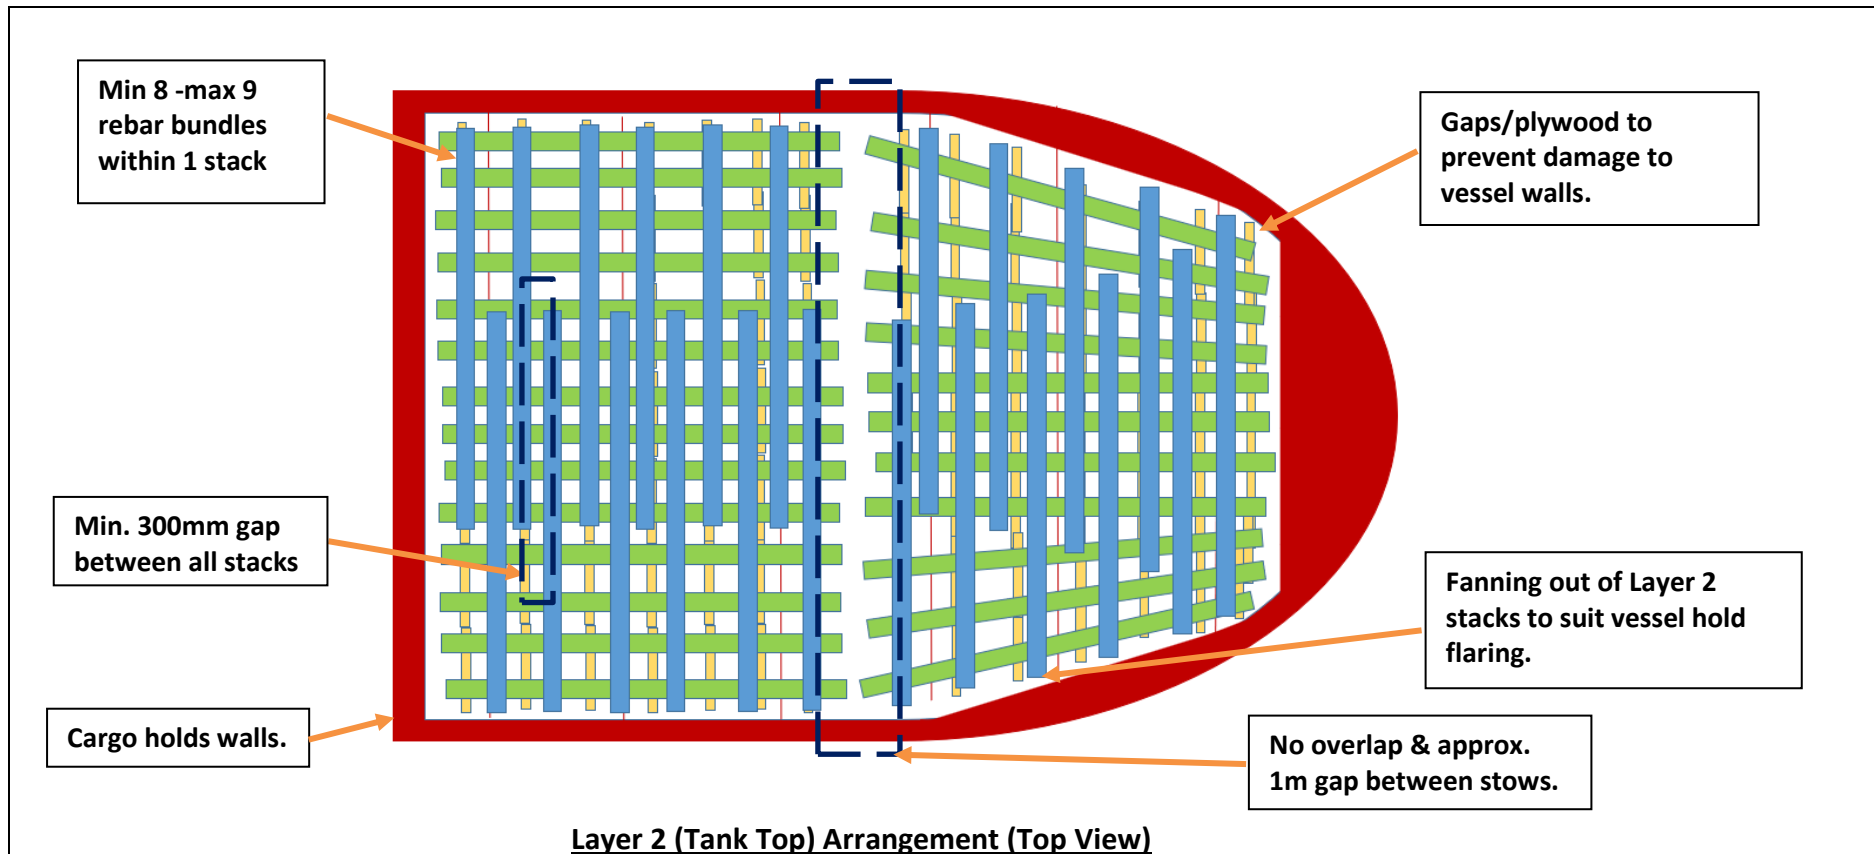 Min 8 -max 9
rebar bundles
within 1 stack
Gaps/plywood to
prevent damage to
vessel walls.
Min. 300mm gap
between all stacks
Fanning out of Layer 2
stacks to suit vessel hold
flaring.
Cargo holds walls.
No overlap & approx.
1m gap between stows.
Layer 2 (Tank Top) Arrangement (Top View)